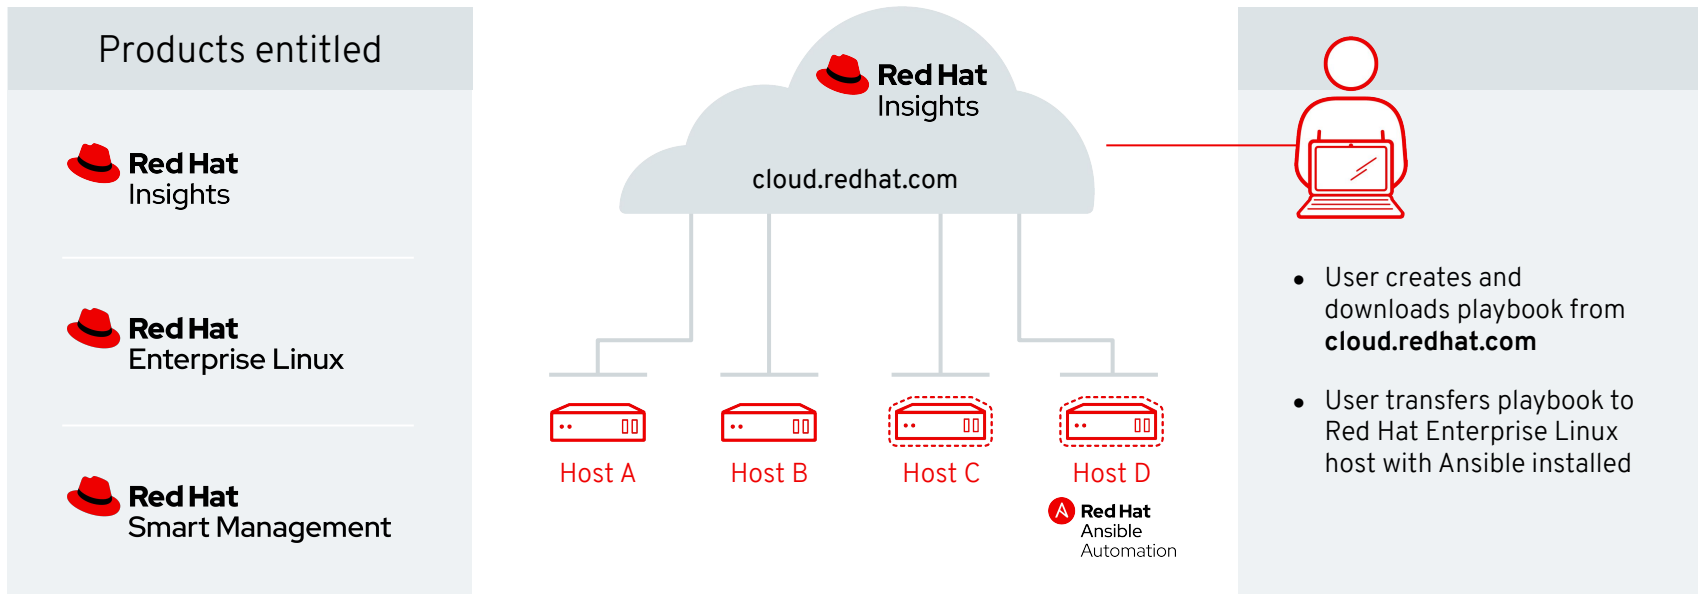 Products entitled
Red Hat
Insights
Red Hat
Enterprise Linux
Red Hat
Smart Management
Red Hat
Insights
cloud.redhat.com
Host A
Host B
Host C
Host D
Red Hat
Ansible
Automation
• User creates and
downloads playbook from
cloud.redhat.com
• User transfers playbook to
Red Hat Enterprise Linux
host with Ansible installed